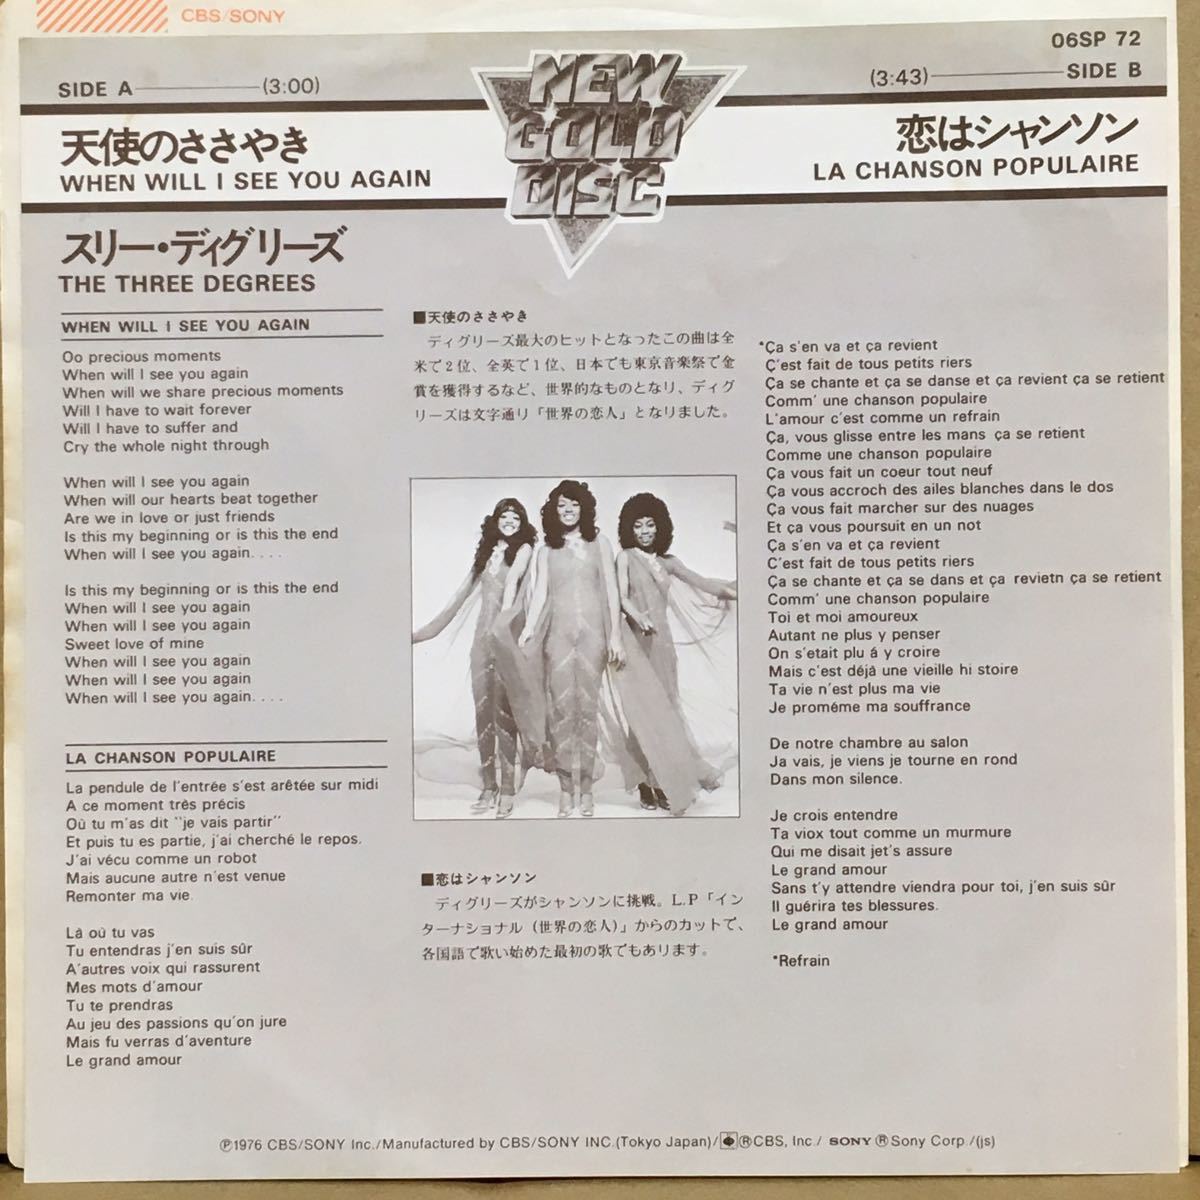 CBS/SONY
06SP 72
SIDE A (3:00)
(3:43) SIDE B
NEW
GOLD
DISC
天使のささやき
WHEN WILL I SEE YOU AGAIN
恋はシャンソン
LA CHANSON POPULAIRE
スリー・ディグリーズ
THE THREE DEGREES
WHEN WILL I SEE YOU AGAIN
Oo precious moments
When will I see you again
When will we share precious moments
Will I have to wait forever
Will I have to suffer and
Cry the whole night through
When will I see you again
When will our hearts beat together
Are we in love or just friends
Is this my beginning or is this the end
When will I see you again....
Is this my beginning or is this the end
When will I see you again
When will I see you again
Sweet love of mine
When will I see you again
When will I see you again
When will I see you again....
LA CHANSON POPULAIRE
La pendule de l'entrée s'est arêtée sur midi
A ce moment très précis
Où tu m'as dit "je vais partir"
Et puis tu es partie, j'ai cherché le repos.
J'ai vécu comme un robot
Mais aucune autre n'est venue
Remonter ma vie.
Là où tu vas
Tu entendras j'en suis sûr
A'autres voix qui rassurent
Mes mots d'amour
Tu te prendras
Au jeu des passions qu'on jure
Mais fu verras d'aventure
Le grand amour
■天使のささやき
ディグリーズ最大のヒットとなったこの曲は全
米で2位、全英で1位、日本でも東京音楽祭で金
賞を獲得するなど、世界的なものとなり、ディグ
リーズは文字通り「世界の恋人」となりました。
■恋はシャンソン
ディグリーズがシャンソンに挑戦。L.P「イン
ターナショナル(世界の恋人)」からのカットで、
各国語で歌い始めた最初の歌でもあります。
*Ça s'en va et ça revient
C'est fait de tous petits riers
Ça se chante et ça se danse et ça revient ça se retient
Comm' une chanson populaire
L'amour c'est comme un refrain
Ça, vous glisse entre les mans ça se retient
Comme une chanson populaire
Ça vous fait un coeur tout neuf
Ça vous accroch des ailes blanches dans le dos
Ça vous fait marcher sur des nuages
Et ça vous poursuit en un not
Ça s'en va et ça revient
C'est fait de tous petits riers
Ça se chante et ça se dans et ça revietn ça se retient
Comm' une chanson populaire
Toi et moi amoureux
Autant ne plus y penser
On s'etait plu á y croire
Mais c'est déjà une vieille hi stoire
Ta vie n'est plus ma vie
Je proméme ma souffrance
De notre chambre au salon
Ja vais, je viens je tourne en rond
Dans mon silence.
Je crois entendre
Ta viox tout comme un murmure
Qui me disait jet's assure
Le grand amour
Sans t'y attendre viendra pour toi, j'en suis sûr
Il guérira tes blessures.
Le grand amour
*Refrain
Ⓟ1976 CBS/SONY Inc./Manufactured by CBS/SONY INC.(Tokyo Japan)/ ⓇCBS, Inc./ SONY ⓇSony Corp./(js)